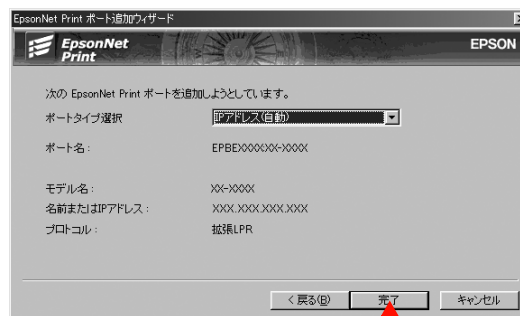 EpsonNet Print ポート追加ウィザード
EpsonNet Print
EPSON
次の EpsonNet Print ポートを追加しようとしています。
ポートタイプ選択 IPアドレス(自動)
ポート名: EPBEXXXXXX-XXXX
モデル名: XX-XXXX
名前またはIPアドレス: XXX.XXX.XXX.XXX
プロトコル: 拡張LPR
< 戻る(B) 完了 キャンセル